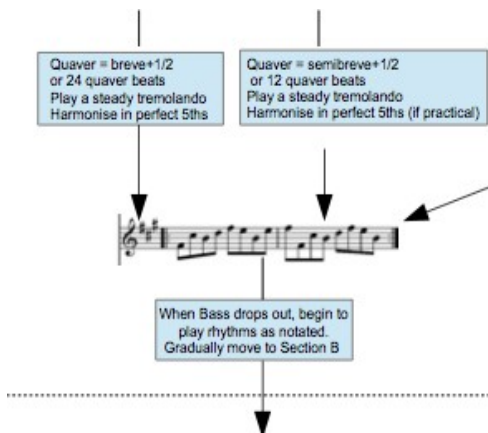 Quaver = breve+1/2
or 24 quaver beats
Play a steady tremolando
Harmonise in perfect 5ths
Quaver = semibreve+1/2
or 12 quaver beats
Play a steady tremolando
Harmonise in perfect 5ths (if practical)
When Bass drops out, begin to
play rhythms as notated.
Gradually move to Section B